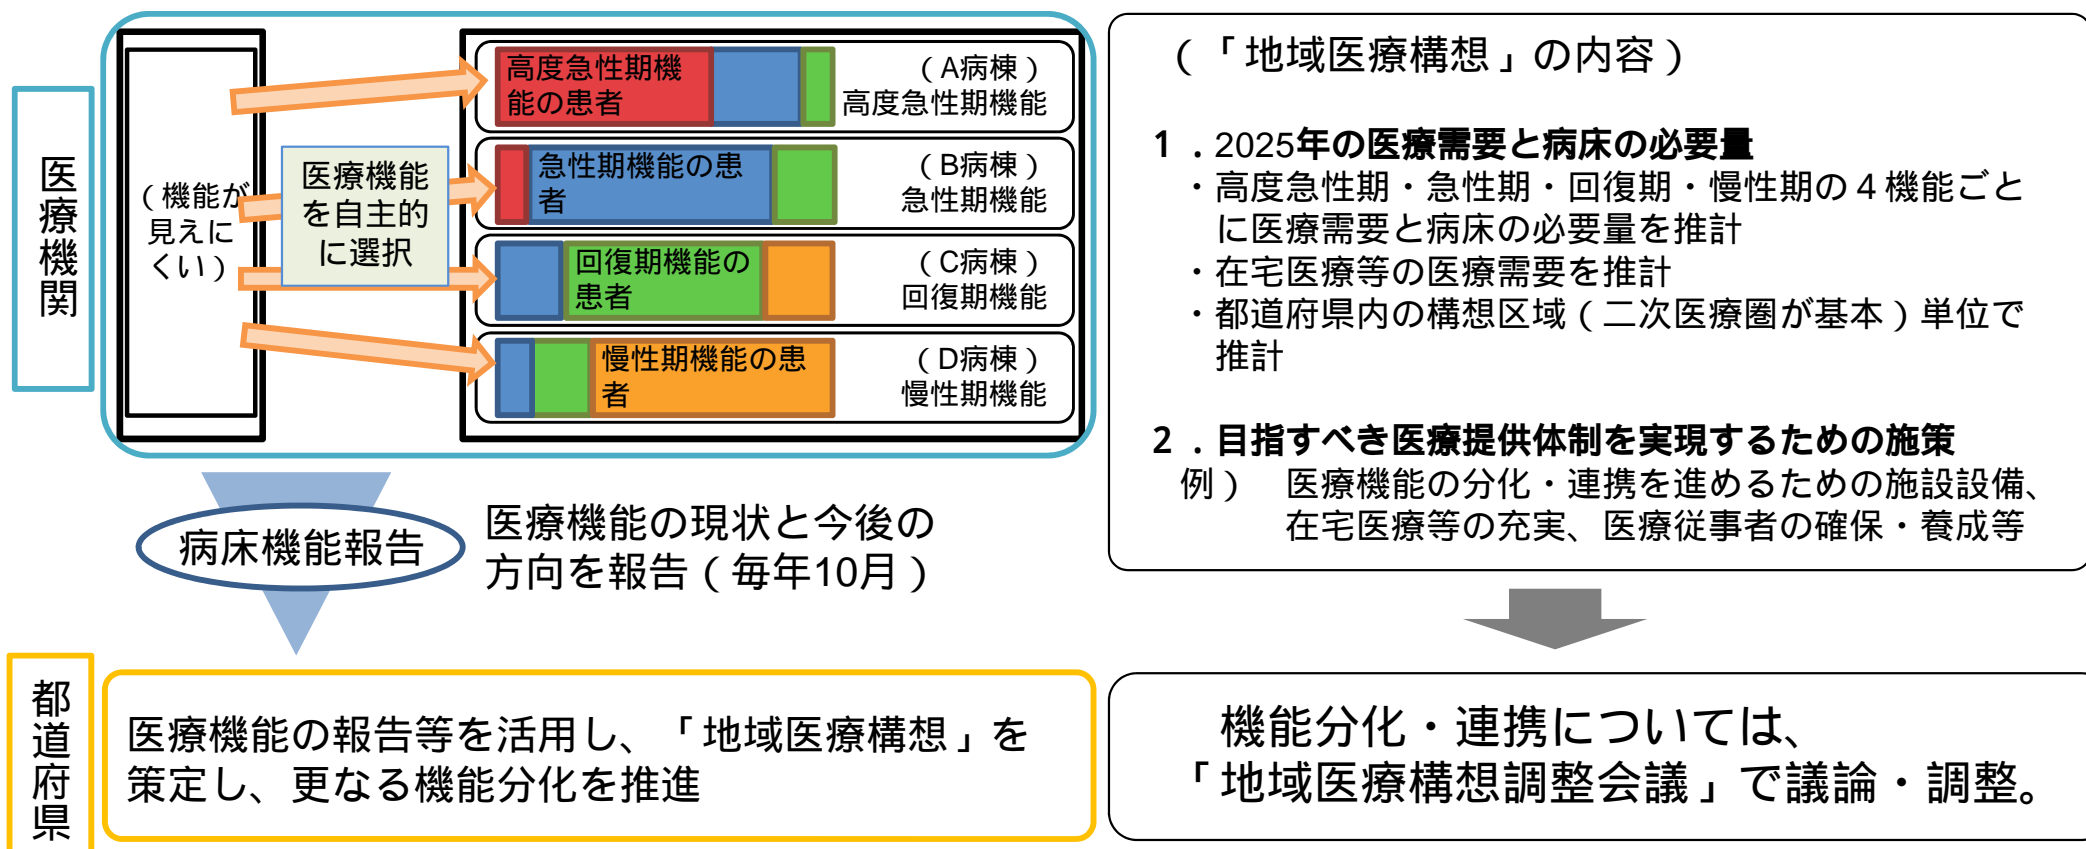 医療機関
（機能が
見えに
くい）
医療機能
を自主的
に選択
高度急性期機
能の患者
（A病棟）
高度急性期機能
急性期機能の患
者
（B病棟）
急性期機能
回復期機能の
患者
（C病棟）
回復期機能
慢性期機能の患
者
（D病棟）
慢性期機能
病床機能報告
医療機能の現状と今後の
方向を報告（毎年10月）
都道府県
医療機能の報告等を活用し、「地域医療構想」を
策定し、更なる機能分化を推進
（「地域医療構想」の内容）
1．2025年の医療需要と病床の必要量
・高度急性期・急性期・回復期・慢性期の４機能ごと
に医療需要と病床の必要量を推計
・在宅医療等の医療需要を推計
・都道府県内の構想区域（二次医療圏が基本）単位で
推計
2．目指すべき医療提供体制を実現するための施策
例）　医療機能の分化・連携を進めるための施設設備、
在宅医療等の充実、医療従事者の確保・養成等
機能分化・連携については、
「地域医療構想調整会議」で議論・調整。